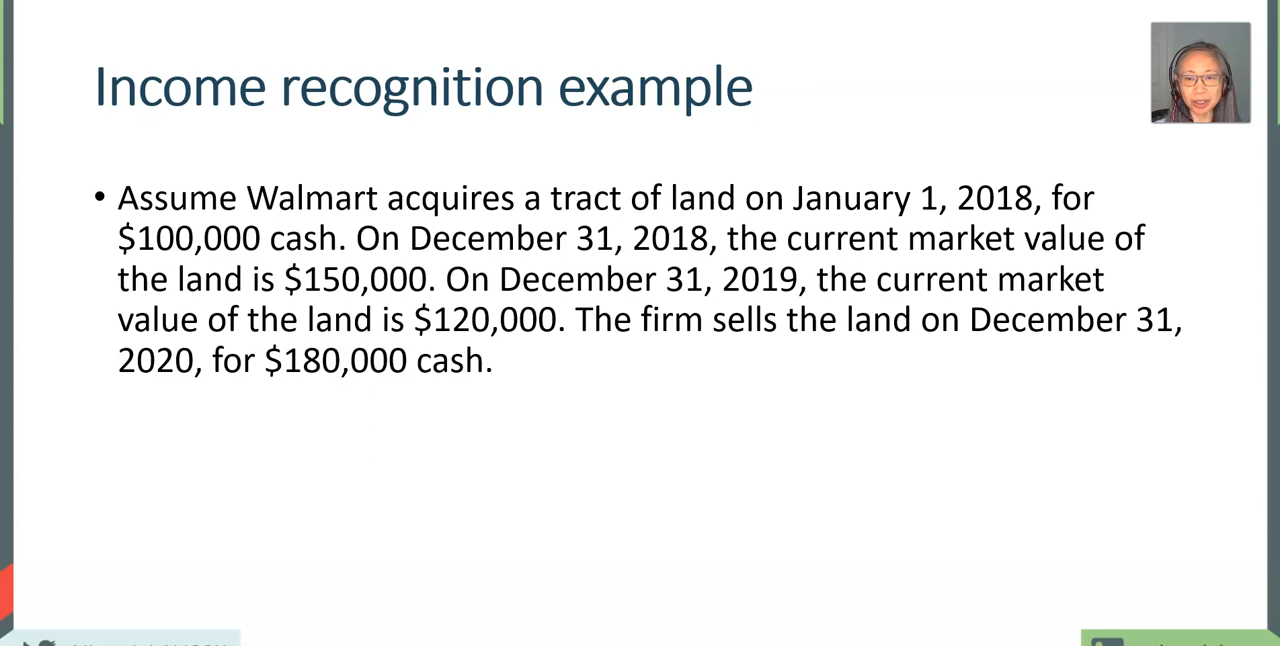 Income recognition example
• Assume Walmart acquires a tract of land on January 1, 2018, for
$100,000 cash. On December 31, 2018, the current market value of
the land is $150,000. On December 31, 2019, the current market
value of the land is $120,000. The firm sells the land on December 31,
2020, for $180,000 cash.